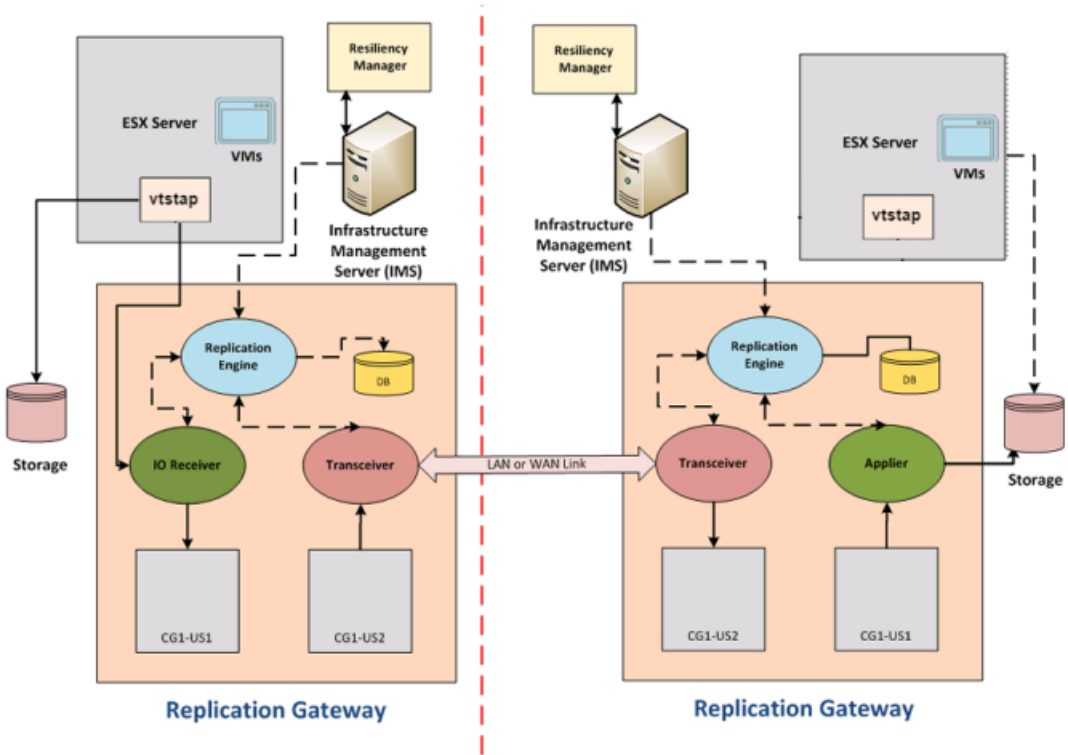 Resiliency
Manager
ESX Server
VMs
vtstap
Infrastructure
Management
Server (IMS)
Replication
Engine
DB
Storage
IO Receiver
Transceiver
CG1-US1
CG1-US2
Replication Gateway
LAN or WAN Link
Resiliency
Manager
ESX Server
VMs
vtstap
Infrastructure
Management
Server (IMS)
Replication
Engine
DB
Transceiver
Applier
Storage
CG1-US2
CG1-US1
Replication Gateway